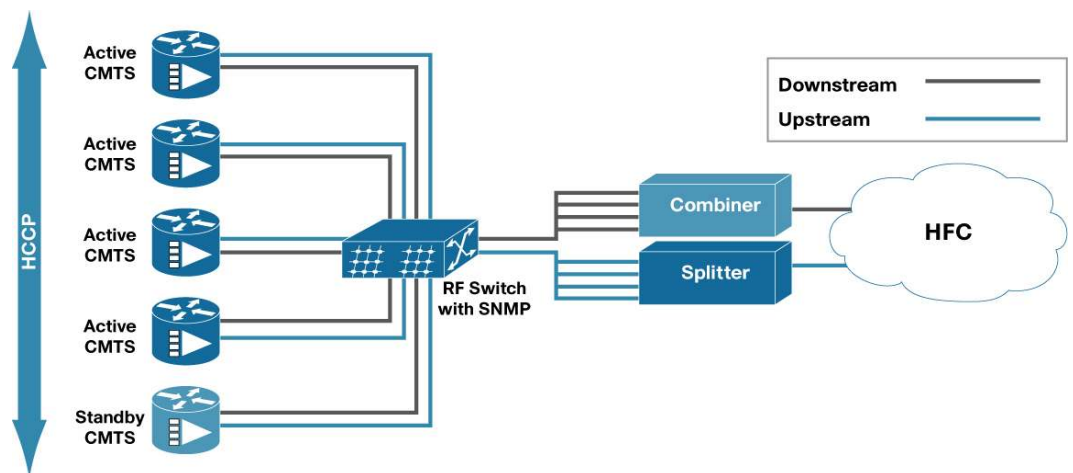 HCCP
Active
CMTS
Active
CMTS
Active
CMTS
Active
CMTS
Standby
CMTS
RF Switch
with SNMP
Combiner
Splitter
HFC
Downstream
Upstream